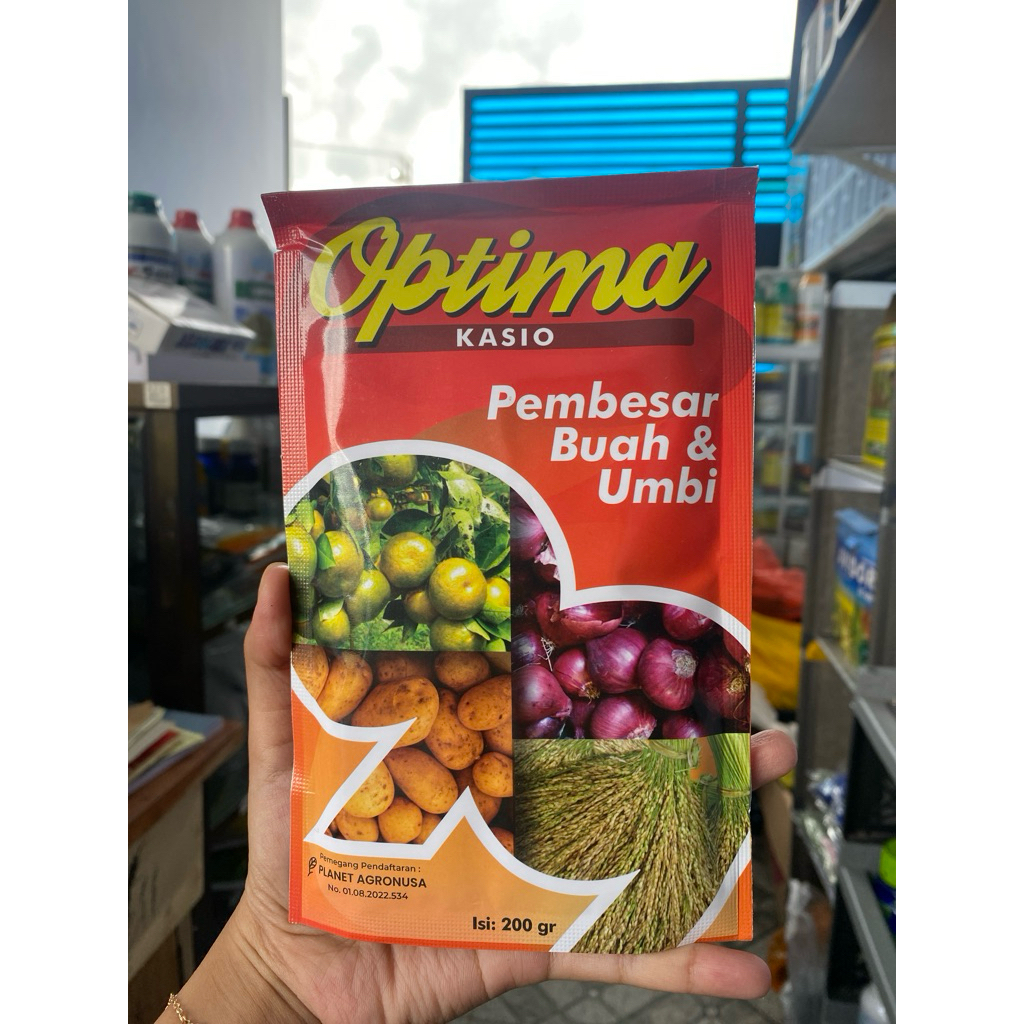 Optima
KASIO
Pembesar
Buah &
Umbi
Pemegang Pendaftaran :
PLANET AGRONUSA
No. 01.08.2022.534
Isi: 200 gr